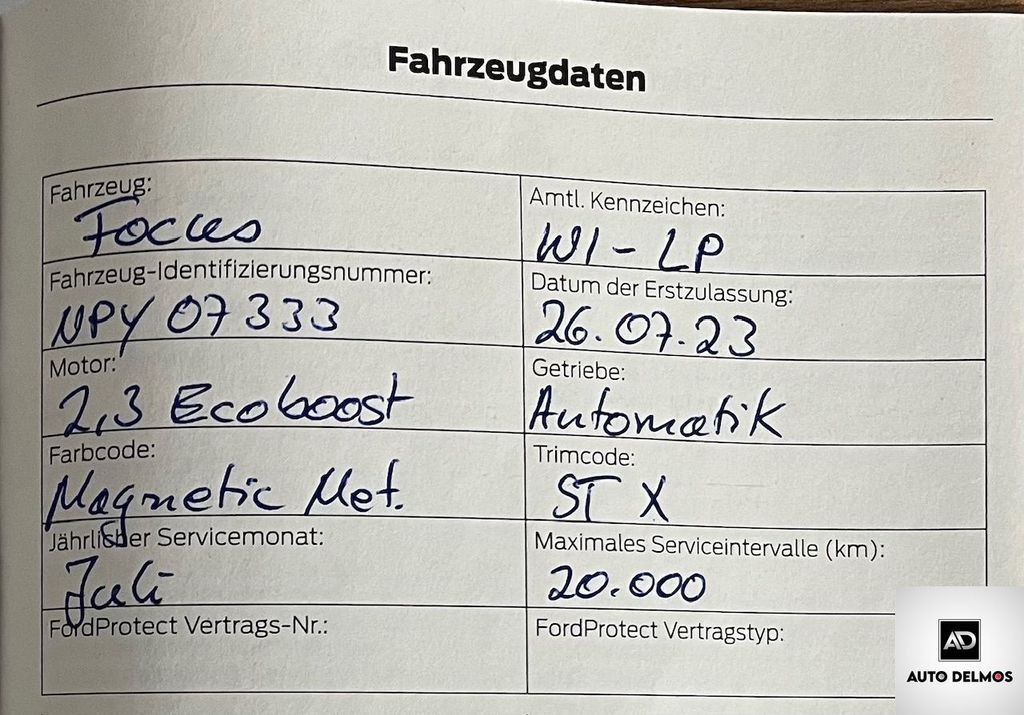 Fahrzeugdaten
Fahrzeug: Amtl. Kennzeichen:
Focus WI - LP
Fahrzeug-Identifizierungsnummer: Datum der Erstzulassung:
NPY 07333 26.07.23
Motor: Getriebe:
2,3 Ecoboost Automatik
Farbcode: Trimcode:
Magnetic Met. ST X
Jährlicher Servicemonat: Maximales Serviceintervalle (km):
Juli 20.000
FordProtect Vertrags-Nr.: FordProtect Vertragstyp:
AD
AUTO DELMOS